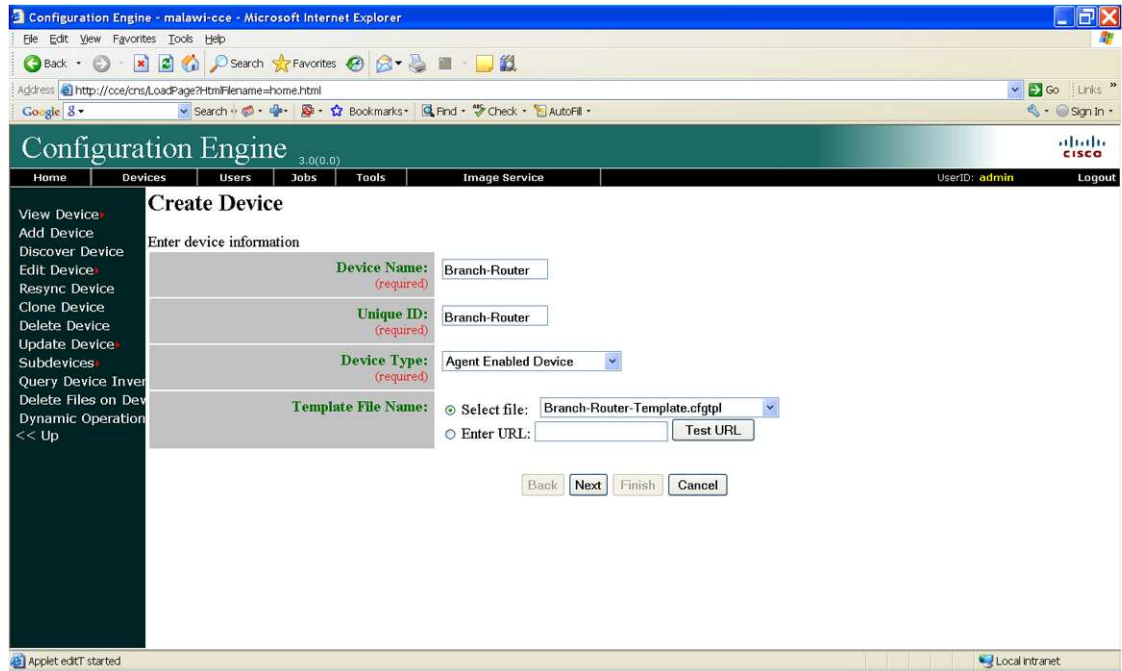 Configuration Engine - malawi-cce - Microsoft Internet Explorer
File Edit View Favorites Tools Help
Back Search Favorites
Address http://cce/cns/LoadPage?HtmlFilename=home.html Go Links »
Google Search Bookmarks Find Check AutoFill Sign In
Configuration Engine 3.0(0.0) CISCO
Home Devices Users Jobs Tools Image Service UserID: admin Logout
View Device
Add Device
Discover Device
Edit Device
Resync Device
Clone Device
Delete Device
Update Device
Subdevices
Query Device Inver
Delete Files on Dev
Dynamic Operation
<< Up
Create Device
Enter device information
Device Name: Branch-Router
(required)
Unique ID: Branch-Router
(required)
Device Type: Agent Enabled Device
(required)
Template File Name: Select file: Branch-Router-Template.cfgtpl
Enter URL: Test URL
Back Next Finish Cancel
Applet editT started Local intranet